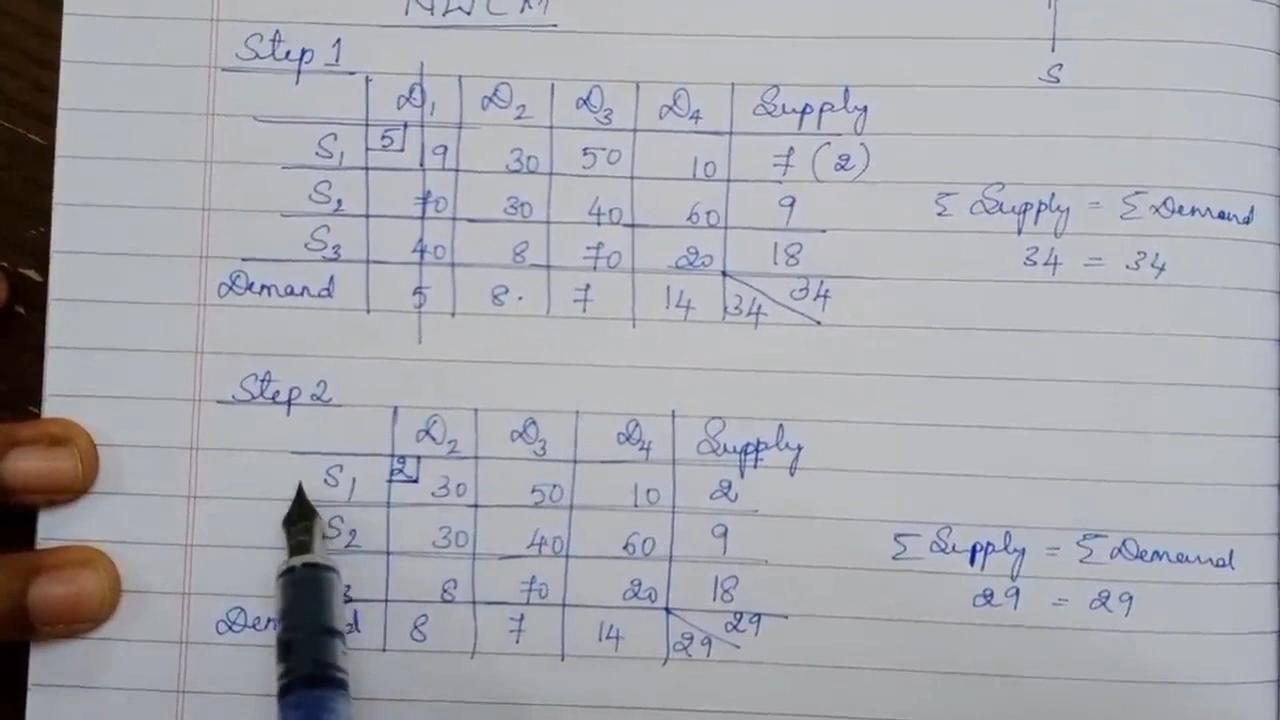 NWCM
S
Step 1
D1 D2 D3 D4 Supply
S1 5 9 30 50 10 7 (2)
S2 70 30 40 60 9
S3 40 8 70 20 18
Demand 5 8. 7 14 34 34
Σ Supply = Σ Demand
34 = 34
Step 2
D2 D3 D4 Supply
S1 2 30 50 10 2
S2 30 40 60 9
3 8 70 20 18
8 7 14 29 29
Σ Supply = Σ Demand
29 = 29